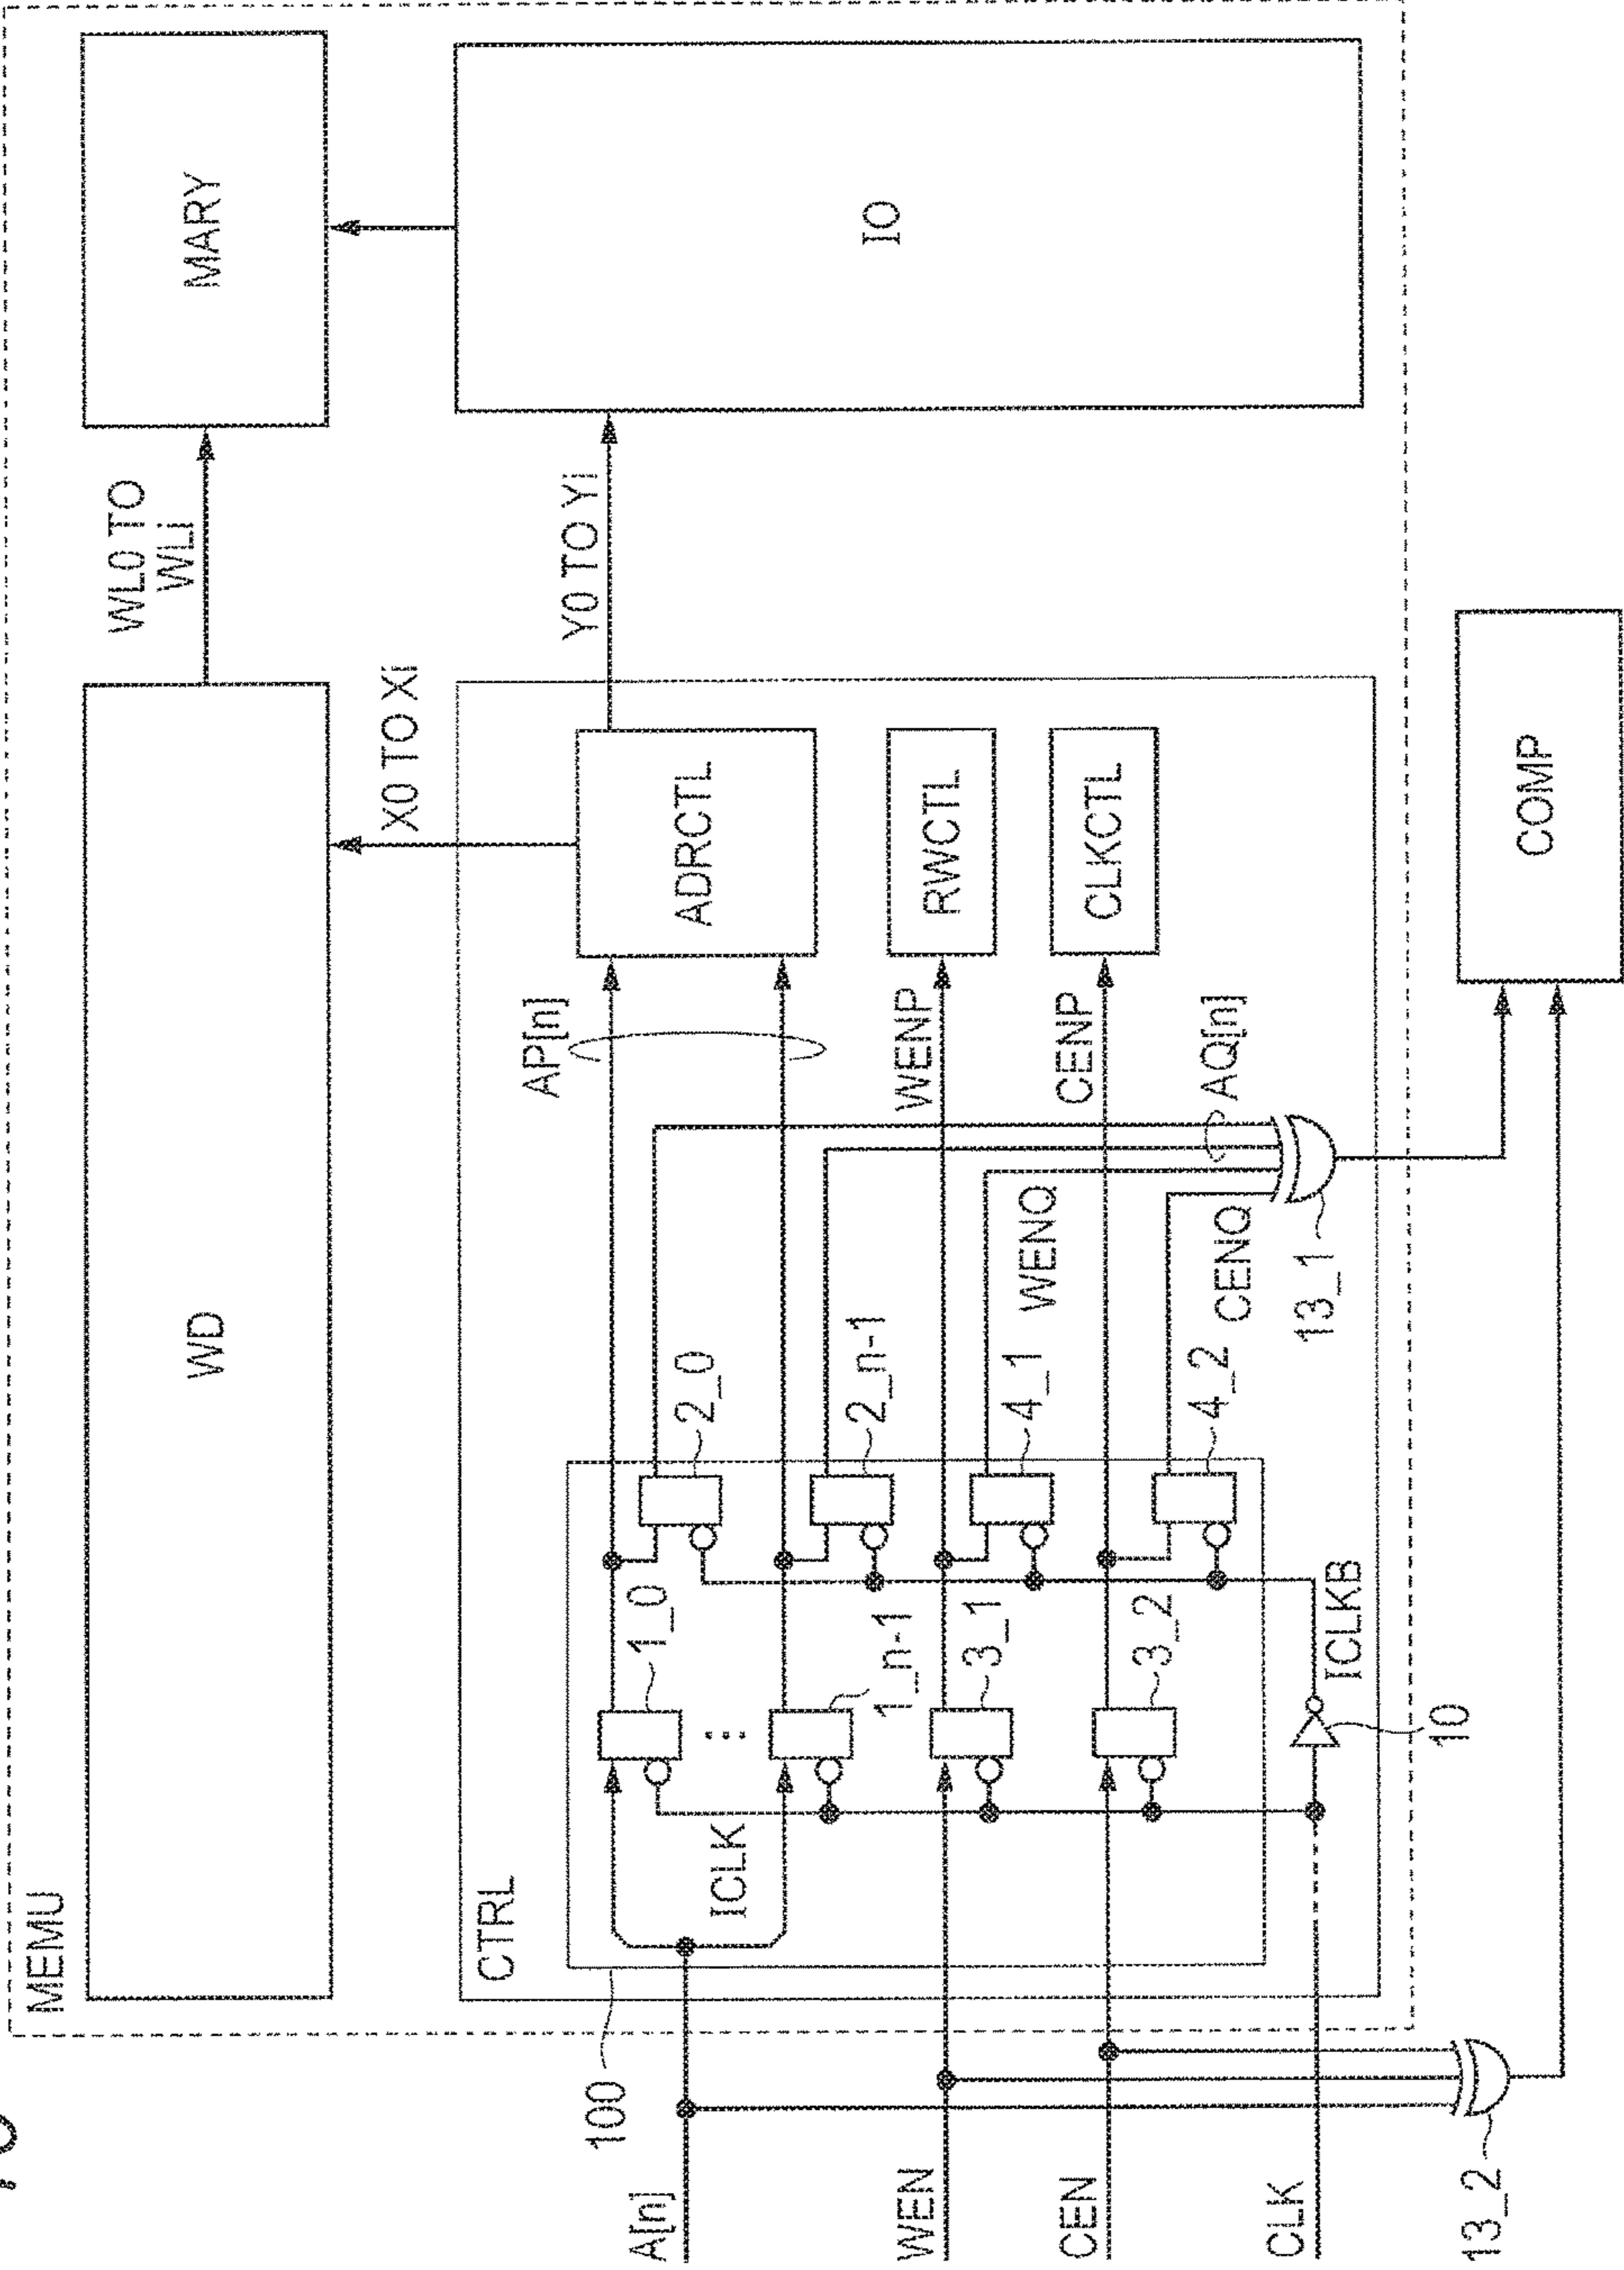 MEMU
WD
WL0 TO
WLj
MARY
X0 TO Xi
CTRL
100
A[n]
ICLK
1_0
2_0
AP[n]
ADRCTL
Y0 TO Yi
IO
1_n-1
2_n-1
WEN
3_1
4_1
WENQ
WENP
RWCTL
CEN
3_2
4_2
CENQ
CENP
CLKCTL
AQ[n]
CLK
10
ICLKB
13_1
13_2
COMP